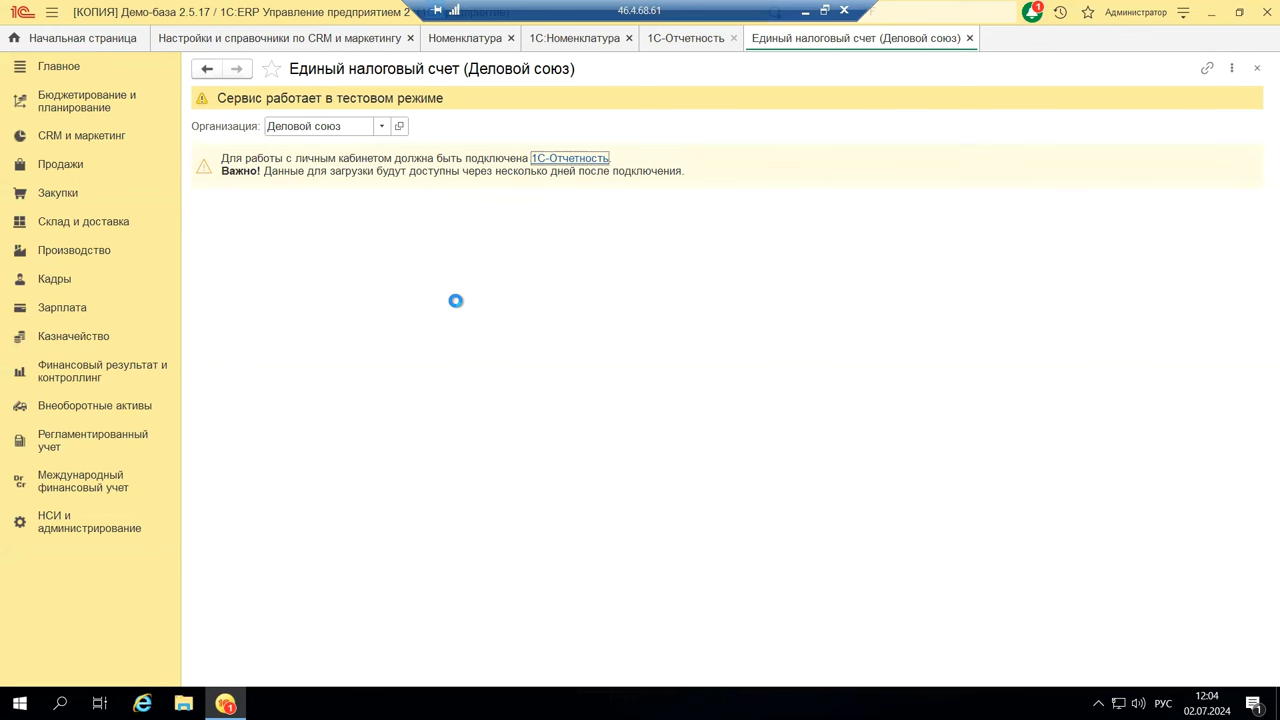 [КОПИЯ] Демо-база 2.5.17 / 1С:ERP Управление предприятием 2
46.4.68.61
1
Администратор
Начальная страница
Настройки и справочники по CRM и маркетингу
Номенклатура
1С:Номенклатура
1С-Отчетность
Единый налоговый счет (Деловой союз)
Главное
Бюджетирование и
планирование
CRM и маркетинг
Продажи
Закупки
Склад и доставка
Производство
Кадры
Зарплата
Казначейство
Финансовый результат и
контроллинг
Внеоборотные активы
Регламентированный
учет
Международный
финансовый учет
НСИ и
администрирование
Единый налоговый счет (Деловой союз)
Сервис работает в тестовом режиме
Организация: Деловой союз
Для работы с личным кабинетом должна быть подключена 1С-Отчетность.
Важно! Данные для загрузки будут доступны через несколько дней после подключения.
1
РУС
12:04
02.07.2024
1